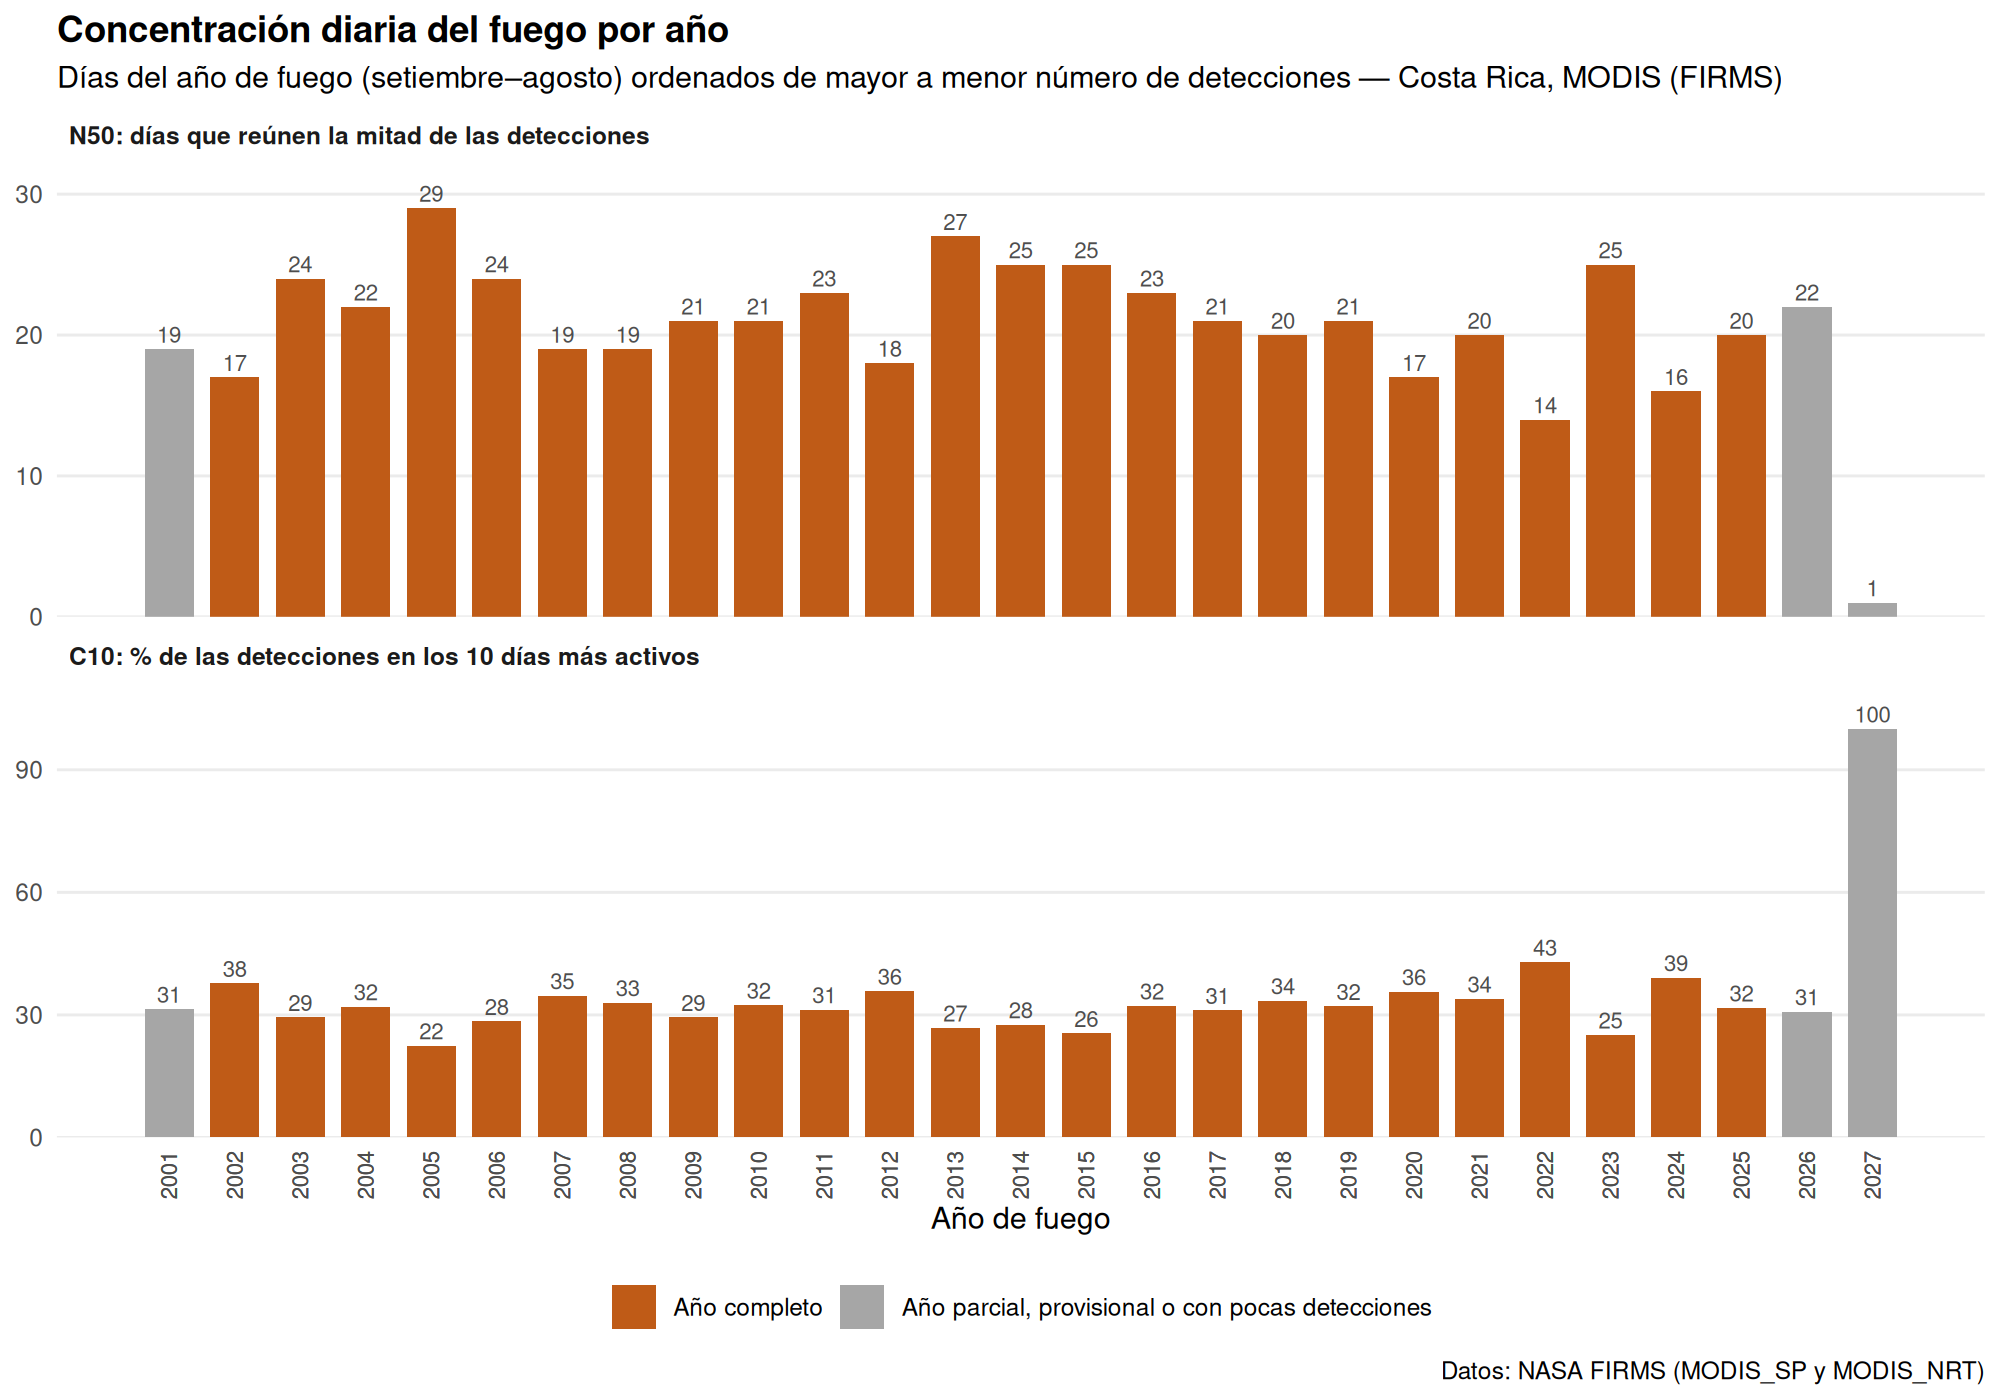 Concentración diaria del fuego por año
Días del año de fuego (setiembre–agosto) ordenados de mayor a menor número de detecciones — Costa Rica, MODIS (FIRMS)
N50: días que reúnen la mitad de las detecciones
30
20
10
0
19 17 24 22 29 24 19 19 21 21 23 18 27 25 25 23 21 20 21 17 20 14 25 16 20 22 1
C10: % de las detecciones en los 10 días más activos
90
60
30
0
31 38 29 32 22 28 35 33 29 32 31 36 27 28 26 32 31 34 32 36 34 43 25 39 32 31 100
2001 2002 2003 2004 2005 2006 2007 2008 2009 2010 2011 2012 2013 2014 2015 2016 2017 2018 2019 2020 2021 2022 2023 2024 2025 2026 2027
Año de fuego
Año completo
Año parcial, provisional o con pocas detecciones
Datos: NASA FIRMS (MODIS_SP y MODIS_NRT)